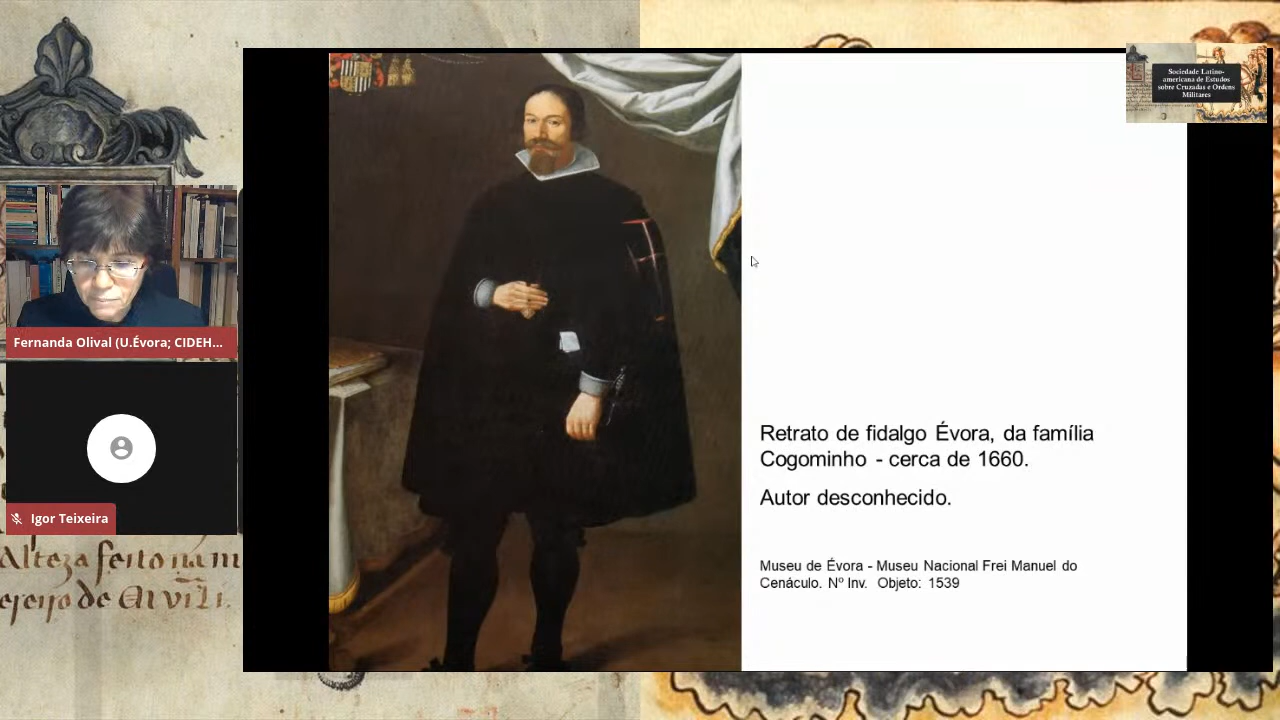 Sociedade Latino-
americana de Estudos
sobre Cruzadas e Ordens
Militares
Fernanda Olival (U.Évora; CIDEH...
Igor Teixeira
Retrato de fidalgo Évora, da família
Cogominho - cerca de 1660.
Autor desconhecido.
Museu de Évora - Museu Nacional Frei Manuel do
Cenáculo. Nº Inv. Objeto: 1539
Alteza feito